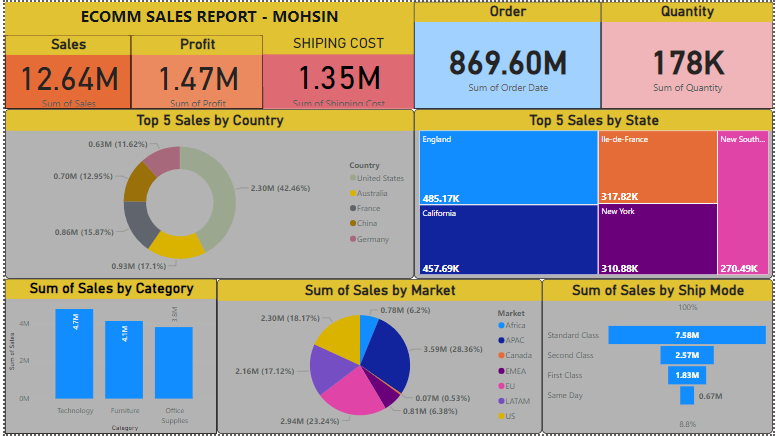 ECOMM SALES REPORT - MOHSIN
Sales
12.64M
Sum of Sales
Profit
1.47M
Sum of Profit
SHIPING COST
1.35M
Sum of Shipping Cost
Order
869.60M
Sum of Order Date
Quantity
178K
Sum of Quantity
Top 5 Sales by Country
0.63M (11.62%)
0.70M (12.95%)
0.86M (15.87%)
0.93M (17.1%)
2.30M (42.46%)
Country
United States
Australia
France
China
Germany
Top 5 Sales by State
England
485.17K
California
457.69K
Ile-de-France
317.82K
New York
310.88K
New South...
270.49K
Sum of Sales by Category
Sum of Sales
4M
2M
0M
4.7M
4.1M
3.8M
Technology
Furniture
Office
Supplies
Category
Sum of Sales by Market
0.78M (6.2%)
3.59M (28.36%)
0.07M (0.53%)
0.81M (6.38%)
2.94M (23.24%)
2.16M (17.12%)
2.30M (18.17%)
Market
Africa
APAC
Canada
EMEA
EU
LATAM
US
Sum of Sales by Ship Mode
100%
Standard Class
7.58M
Second Class
2.57M
First Class
1.83M
Same Day
0.67M
8.8%